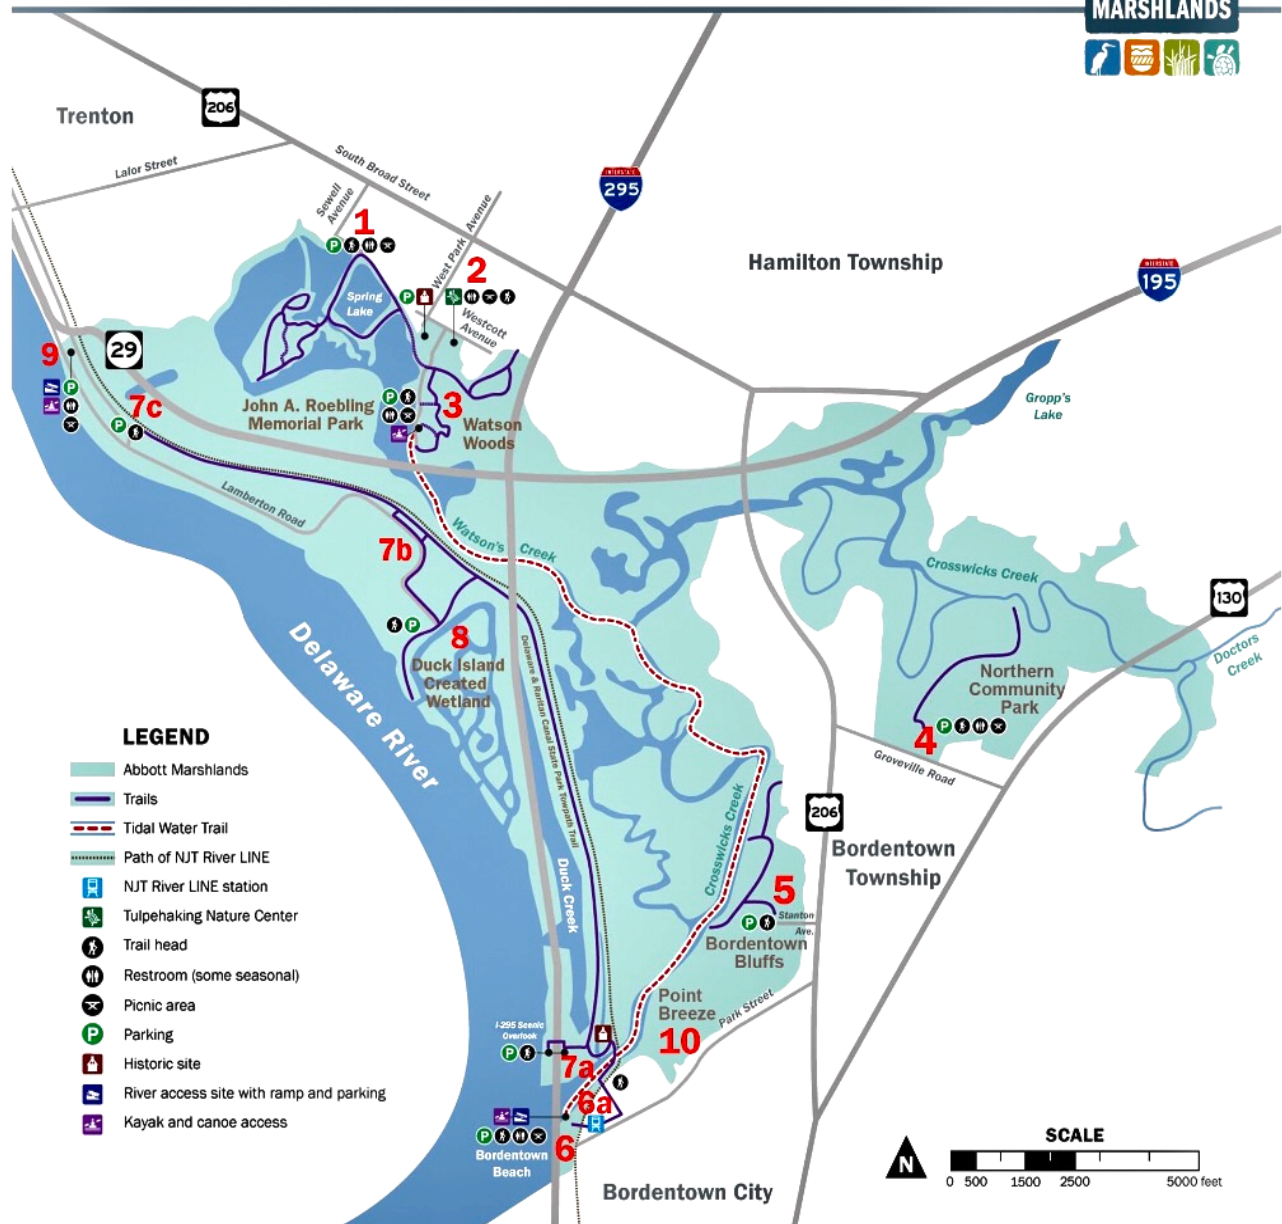 MARSHLANDS
Trenton
206
Lalor Street
South Broad Street
Sewell
Avenue
West Park Avenue
INTERSTATE
295
Hamilton Township
INTERSTATE
195
1
P
2
P
Spring
Lake
Westcott
Avenue
29
9
P
7c
P
John A. Roebling
Memorial Park
P
3
Watson
Woods
Gropp's
Lake
Lamberton Road
Watson's Creek
7b
Crosswicks Creek
130
Doctors
Creek
P
8
Duck Island
Created
Wetland
Delaware River
Delaware & Raritan Canal State Park Towpath Trail
Northern
Community
Park
4
P
Groveville Road
LEGEND
Abbott Marshlands
Trails
Tidal Water Trail
Path of NJT River LINE
NJT River LINE station
Tulpehaking Nature Center
Trail head
Restroom (some seasonal)
Picnic area
P
Parking
Historic site
River access site with ramp and parking
Kayak and canoe access
Crosswicks Creek
206
Bordentown
Township
Duck Creek
5
P
Stanton
Ave.
Bordentown
Bluffs
Point
Breeze
10
Park Street
I-295 Scenic
Overlook
P
7a
6a
P
6
Bordentown
Beach
Bordentown City
N
SCALE
0 500 1500 2500 5000 feet